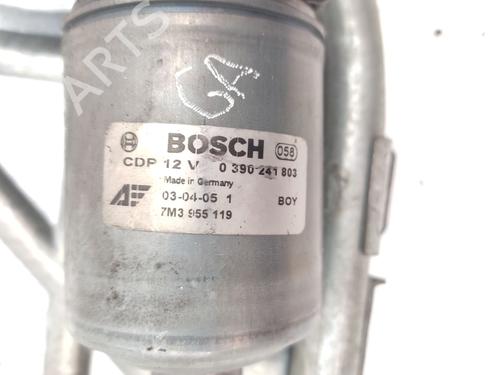 BOSCH 058
CDP 12 V 0 390 241 803
Made in Germany
03-04-05 1 BOY
7M3 955 119